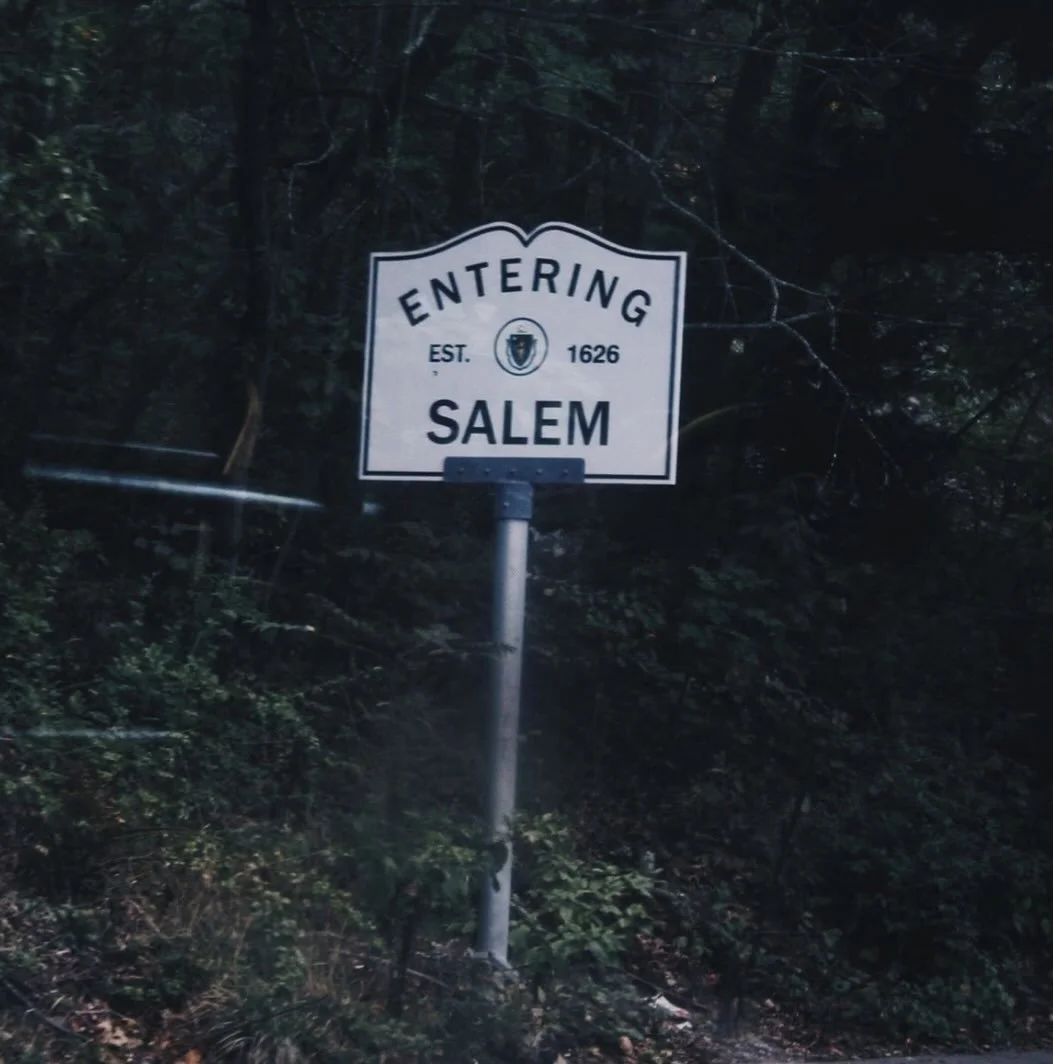 ENTERING
EST. 1626
SALEM